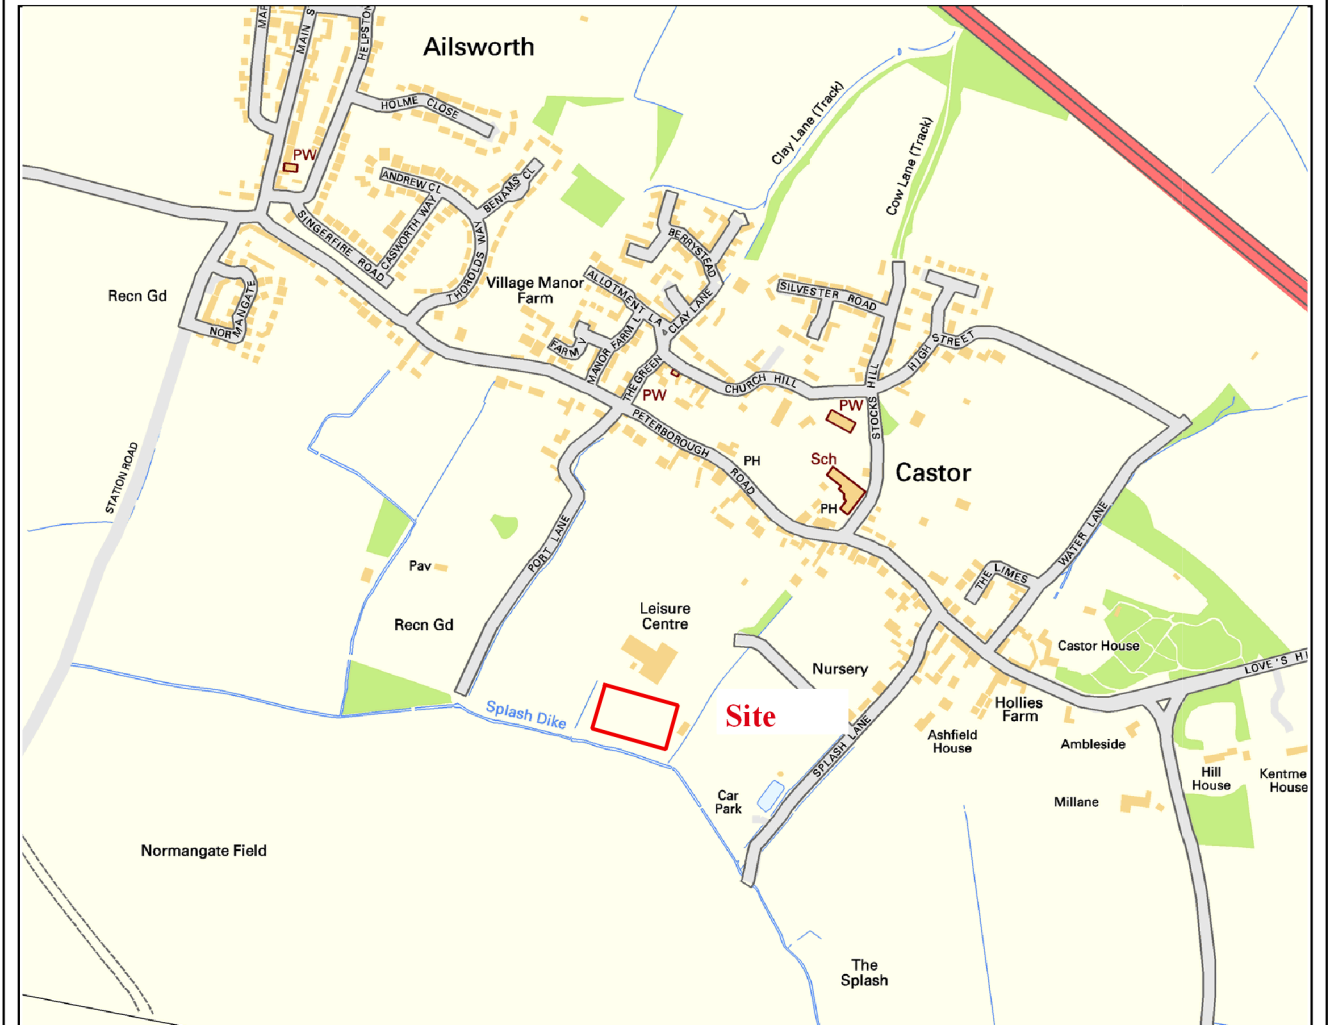 MAIN S
HELPSTON
Ailsworth
HOLME CLOSE
PW
ANDREW CL
BENAMS CL
CASWORTH WAY
THOROLDS WAY
SINGERFIRE ROAD
Clay Lane (Track)
Cow Lane (Track)
BERRYSTEAD
Recn Gd
NORMANGATE
Village Manor
Farm
ALLOTMENT LA
CLAY LANE
SILVESTER ROAD
FARM V
MANOR FARM L
THE GREEN
CHURCH HILL
HIGH STREET
STOCKS HILL
PW
PW
PETERBOROUGH ROAD
PH
Sch
PH
Castor
STATION ROAD
PORT LANE
WATER LANE
THE LIMES
Pav
Recn Gd
Leisure
Centre
Castor House
LOVE'S HI
Nursery
Splash Dike
Site
Hollies
Farm
Ashfield
House
SPLASH LANE
Ambleside
Hill
House
Kentme
House
Car
Park
Millane
Normangate Field
The
Splash